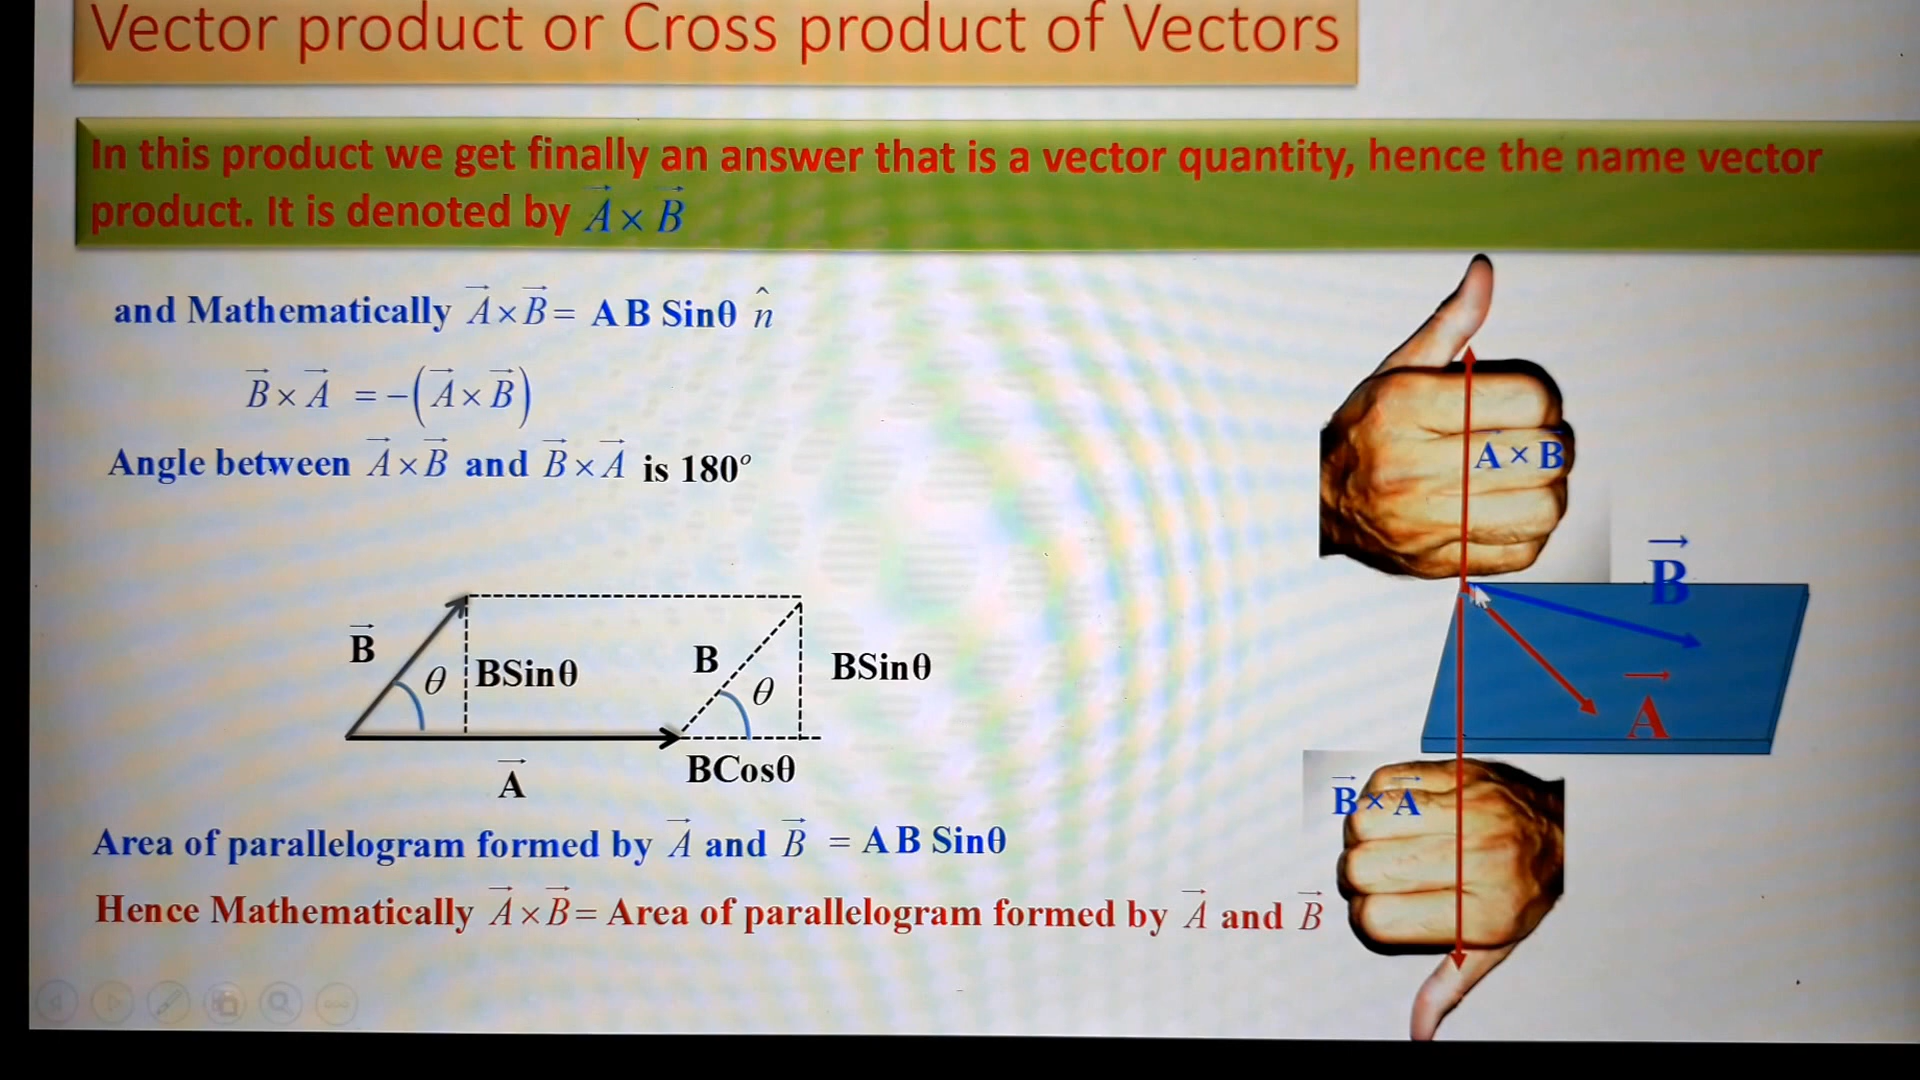 Vector product or Cross product of Vectors
In this product we get finally an answer that is a vector quantity, hence the name vector
product. It is denoted by A⃗ × B⃗
and Mathematically A⃗ × B⃗ = A B Sinθ n̂
B⃗ × A⃗ = −(A⃗ × B⃗)
Angle between A⃗ × B⃗ and B⃗ × A⃗ is 180°
B⃗
θ
BSinθ
B
θ
BSinθ
A⃗
BCosθ
Area of parallelogram formed by A⃗ and B⃗ = A B Sinθ
Hence Mathematically A⃗ × B⃗ = Area of parallelogram formed by A⃗ and B⃗
A⃗ × B⃗
B⃗
A⃗
B⃗ × A⃗